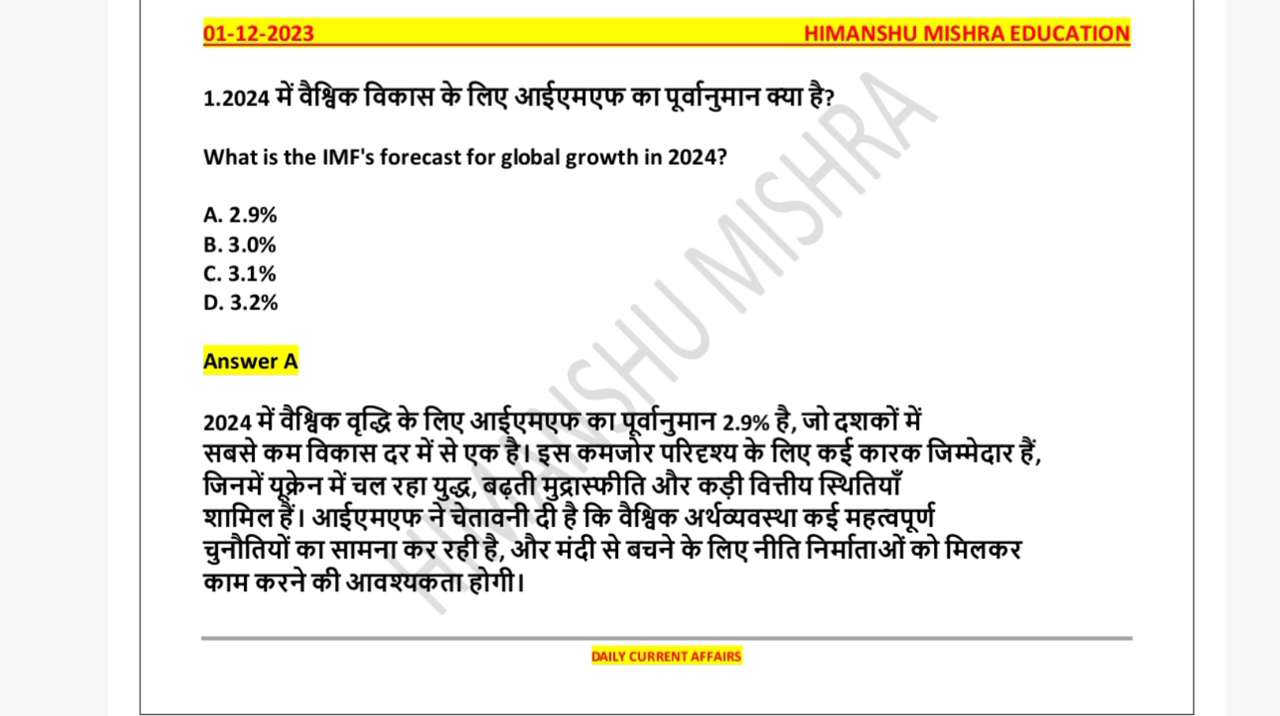 01-12-2023 HIMANSHU MISHRA EDUCATION
1.2024 में वैश्विक विकास के लिए आईएमएफ का पूर्वानुमान क्या है?
What is the IMF's forecast for global growth in 2024?
A. 2.9%
B. 3.0%
C. 3.1%
D. 3.2%
Answer A
2024 में वैश्विक वृद्धि के लिए आईएमएफ का पूर्वानुमान 2.9% है, जो दशकों में
सबसे कम विकास दर में से एक है। इस कमजोर परिदृश्य के लिए कई कारक जिम्मेदार हैं,
जिनमें यूक्रेन में चल रहा युद्ध, बढ़ती मुद्रास्फीति और कड़ी वित्तीय स्थितियाँ
शामिल हैं। आईएमएफ ने चेतावनी दी है कि वैश्विक अर्थव्यवस्था कई महत्वपूर्ण
चुनौतियों का सामना कर रही है, और मंदी से बचने के लिए नीति निर्माताओं को मिलकर
काम करने की आवश्यकता होगी।
HIMANSHU MISHRA
DAILY CURRENT AFFAIRS